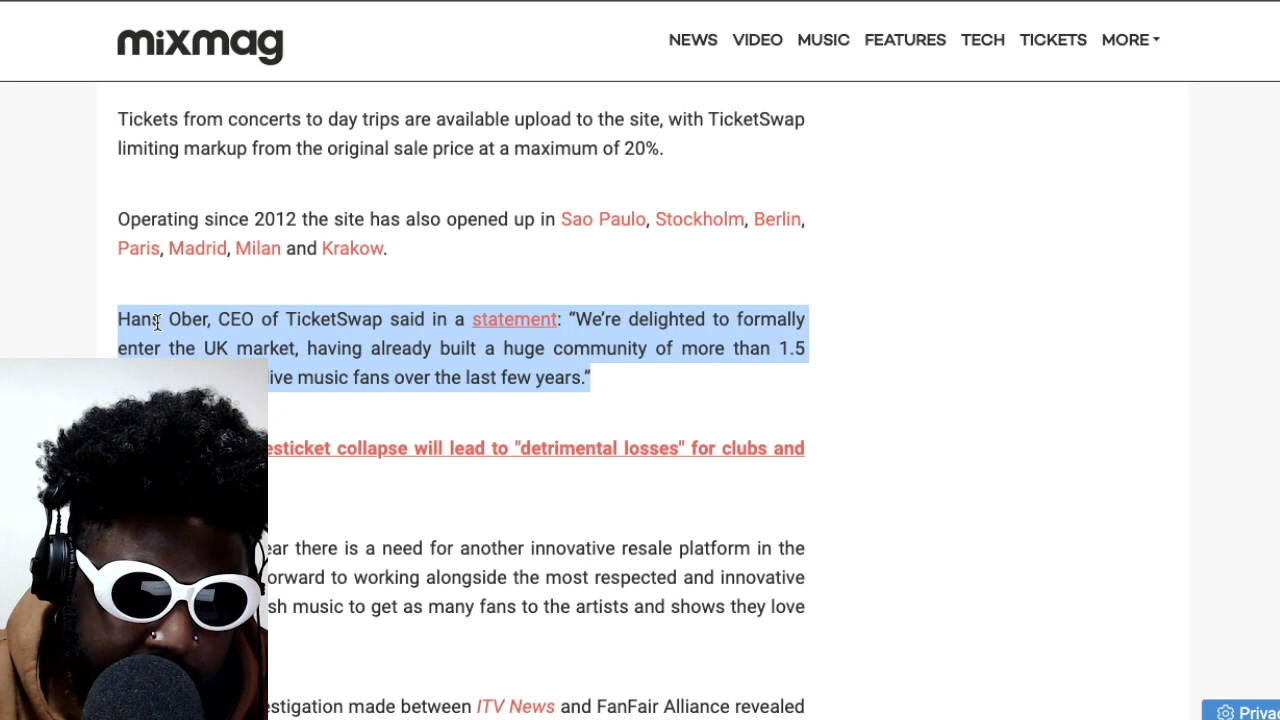 mixmag
NEWS VIDEO MUSIC FEATURES TECH TICKETS MORE
Tickets from concerts to day trips are available upload to the site, with TicketSwap
limiting markup from the original sale price at a maximum of 20%.
Operating since 2012 the site has also opened up in Sao Paulo, Stockholm, Berlin,
Paris, Madrid, Milan and Krakow.
Hans Ober, CEO of TicketSwap said in a statement: “We’re delighted to formally
enter the UK market, having already built a huge community of more than 1.5
live music fans over the last few years.”
collapse will lead to "detrimental losses" for clubs and
there is a need for another innovative resale platform in the
to working alongside the most respected and innovative
music to get as many fans to the artists and shows they love
made between ITV News and FanFair Alliance revealed